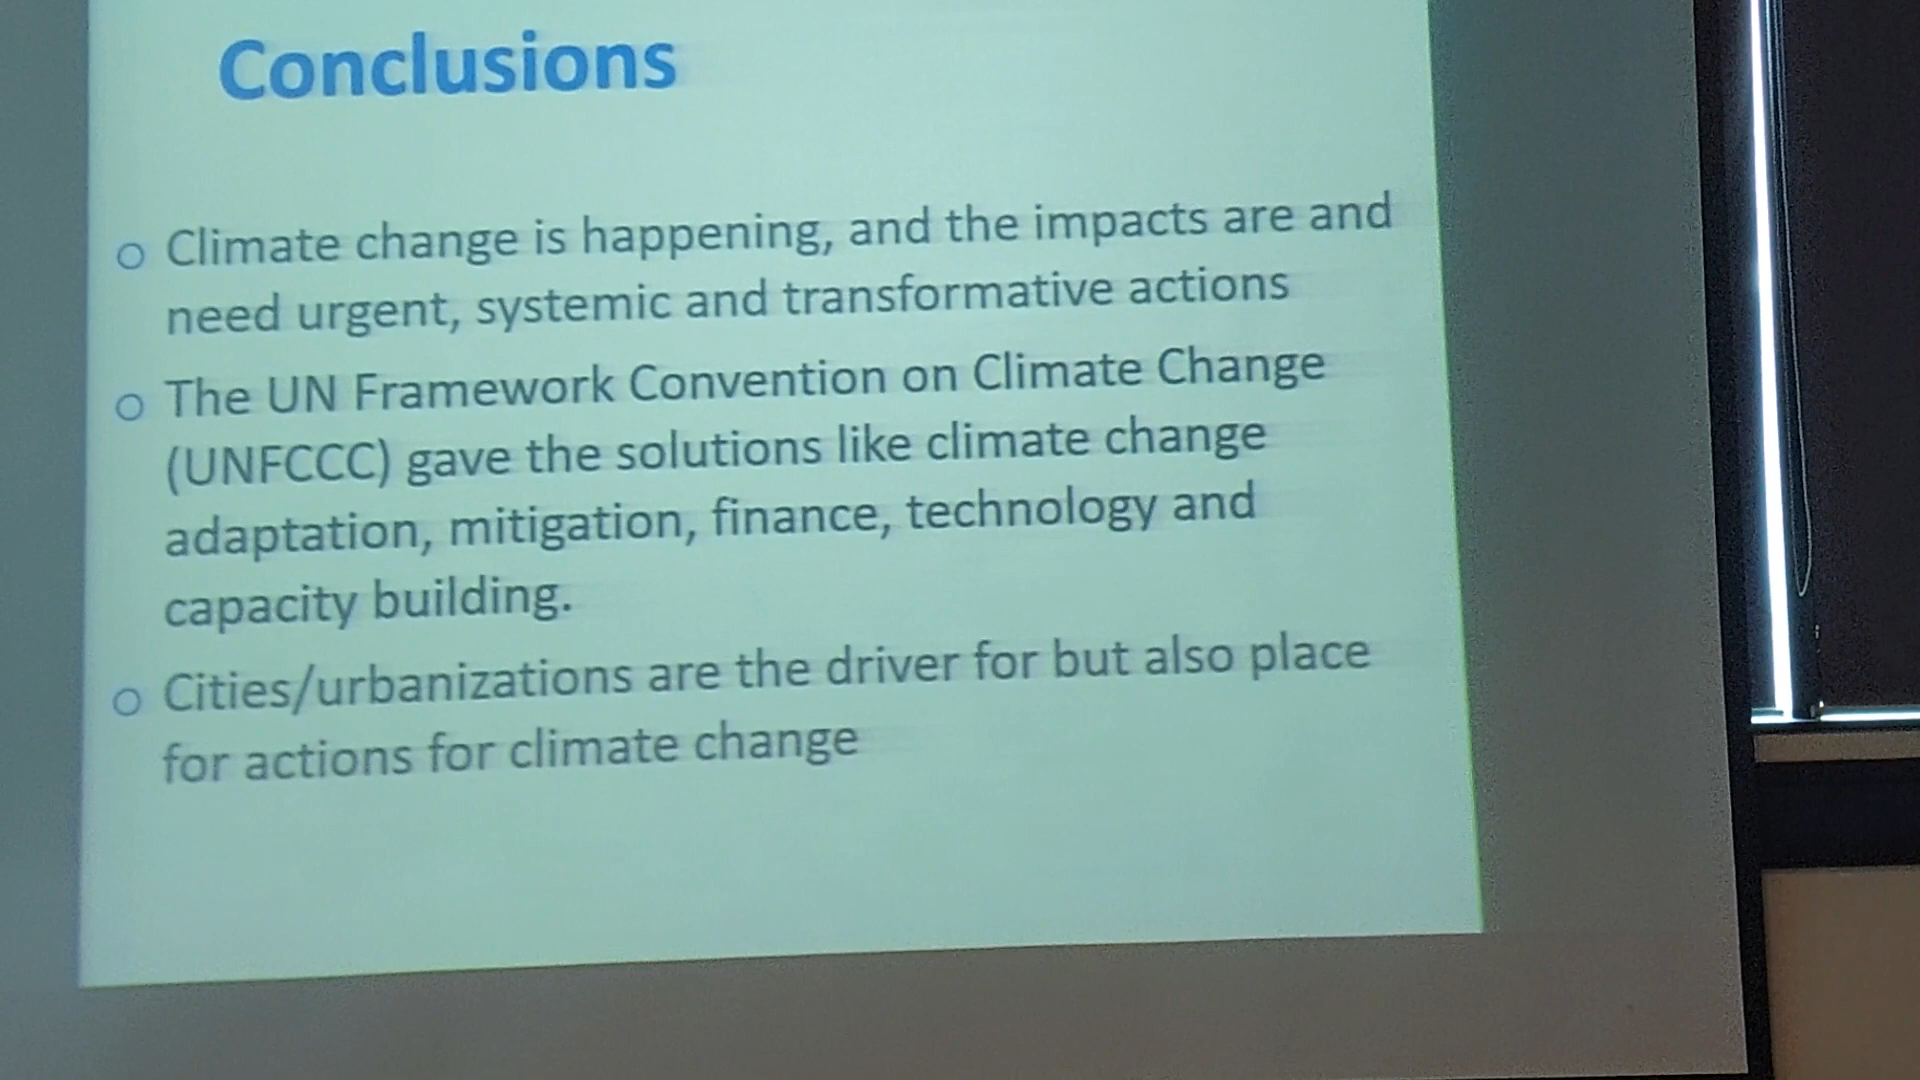 Conclusions
o Climate change is happening, and the impacts are and
need urgent, systemic and transformative actions
o The UN Framework Convention on Climate Change
(UNFCCC) gave the solutions like climate change
adaptation, mitigation, finance, technology and
capacity building.
o Cities/urbanizations are the driver for but also place
for actions for climate change